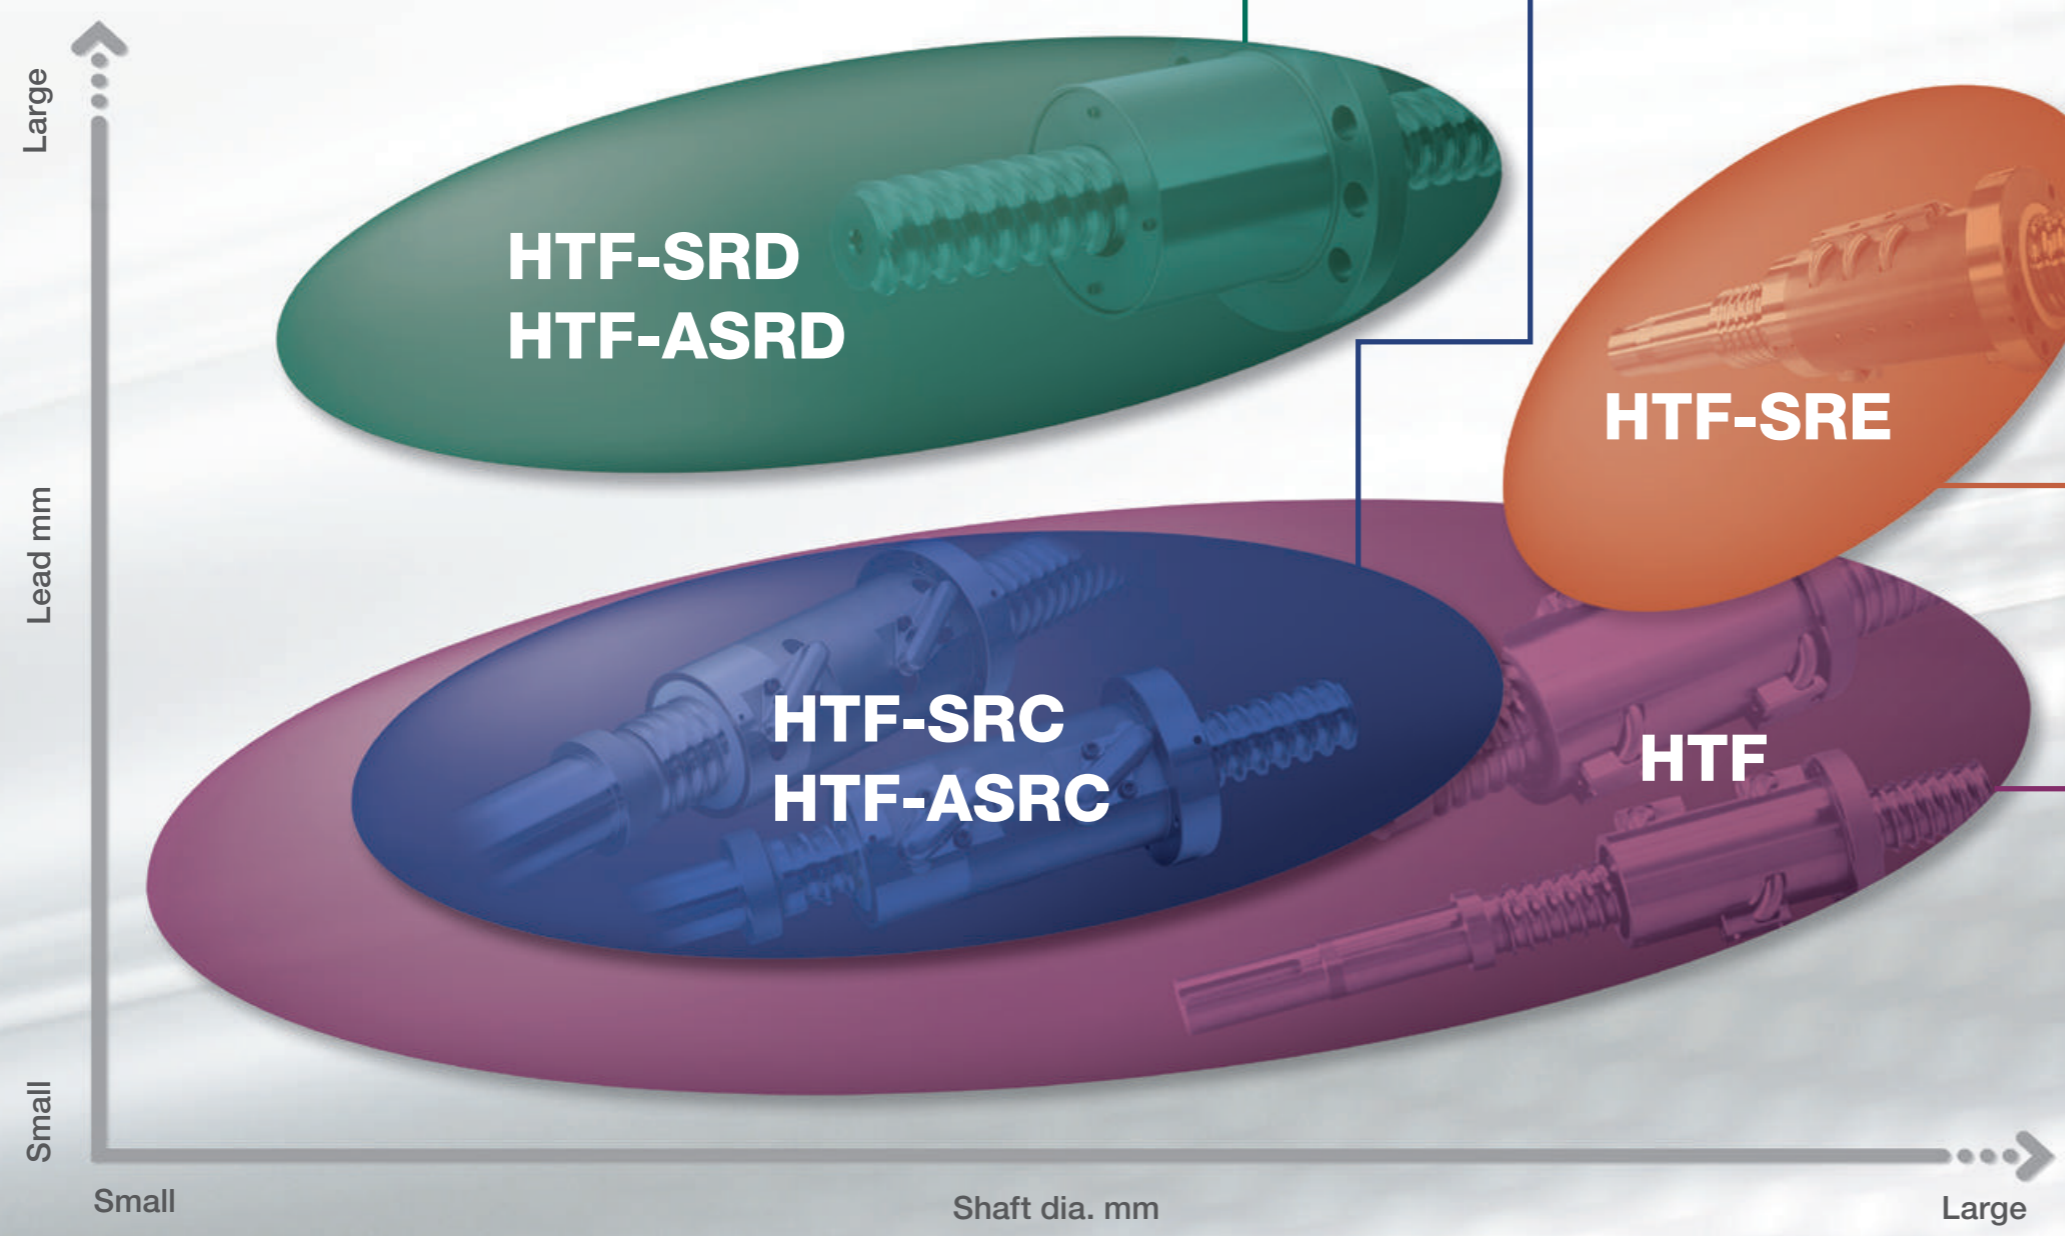 Large
HTF-SRD
HTF-ASRD
HTF-SRE
Lead mm
HTF-SRC
HTF-ASRC
HTF
Small
Small
Shaft dia. mm
Large